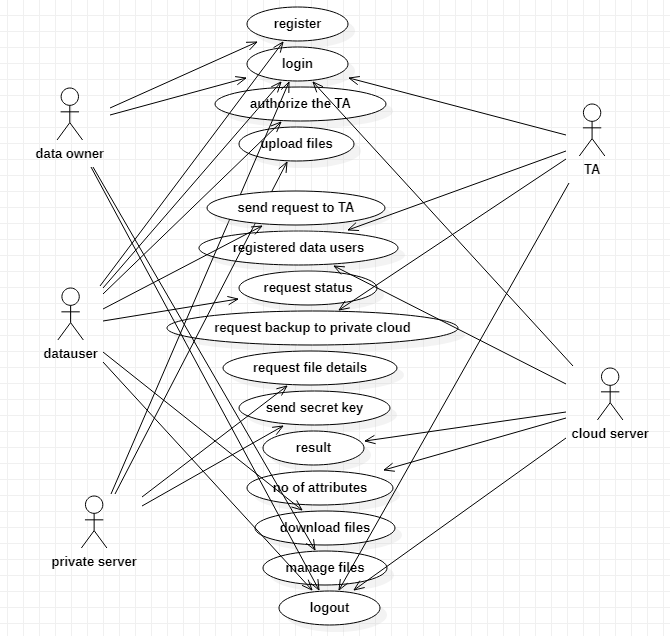 register
login
authorize the TA
upload files
data owner
TA
send request to TA
registered data users
request status
request backup to private cloud
datauser
request file details
send secret key
cloud server
result
no of attributes
download files
private server
manage files
logout